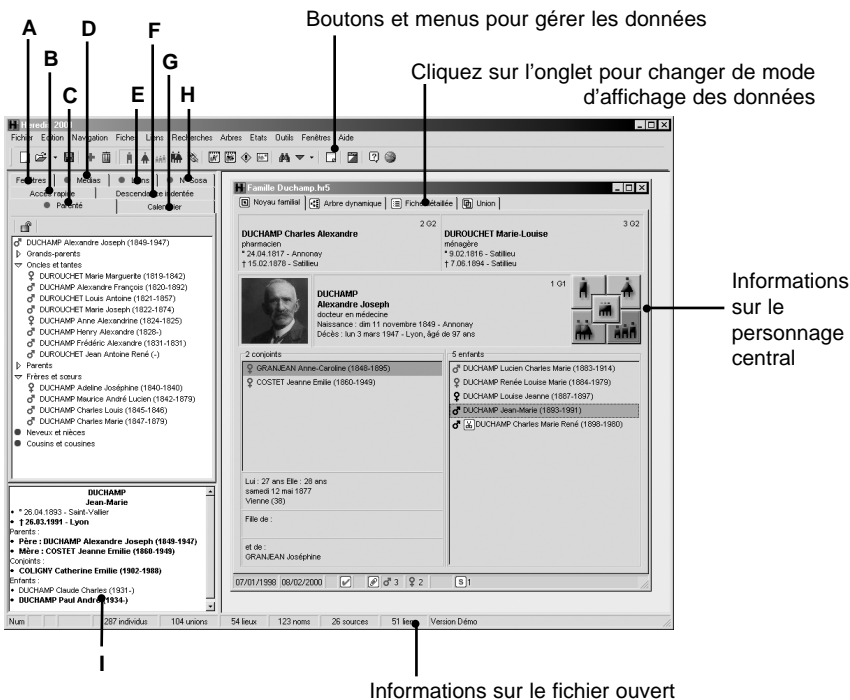 A
B
C
D
E
F
G
H
Boutons et menus pour gérer les données
Cliquez sur l'onglet pour changer de mode
d'affichage des données
Heredis 2001
Fichier Edition Navigation Fiches Liens Recherches Arbres Etats Outils Fenêtres Aide
Fenêtres Médias Liens N° Sosa
Accès rapide Descendance indentée
Parenté Calendrier
DUCHAMP Alexandre Joseph (1849-1947)
Grands-parents
Oncles et tantes
DUROUCHET Marie Marguerite (1819-1842)
DUCHAMP Alexandre François (1820-1892)
DUROUCHET Louis Antoine (1821-1857)
DUROUCHET Marie Joseph (1822-1874)
DUCHAMP Anne Alexandrine (1824-1825)
DUCHAMP Henry Alexandre (1828-)
DUCHAMP Frédéric Alexandre (1831-1831)
DUROUCHET Jean Antoine René (-)
Parents
Frères et sœurs
DUCHAMP Adeline Joséphine (1840-1840)
DUCHAMP Maurice André Lucien (1842-1879)
DUCHAMP Charles Louis (1845-1846)
DUCHAMP Charles Marie (1847-1879)
Neveux et nièces
Cousins et cousines
DUCHAMP
Jean-Marie
* 26.04.1893 - Saint-Vallier
† 26.03.1991 - Lyon
Parents :
Père : DUCHAMP Alexandre Joseph (1849-1947)
Mère : COSTET Jeanne Emilie (1860-1949)
Conjoints :
COLIGNY Catherine Emilie (1902-1988)
Enfants :
DUCHAMP Claude Charles (1931-)
DUCHAMP Paul André (1934-)
Famille Duchamp.hr5
Noyau familial Arbre dynamique Fiche détaillée Union
2 G2
DUCHAMP Charles Alexandre
pharmacien
* 24.04.1817 - Annonay
† 15.02.1878 - Satillieu
3 G2
DUROUCHET Marie-Louise
ménagère
* 9.02.1816 - Satillieu
† 7.06.1894 - Satillieu
1 G1
DUCHAMP
Alexandre Joseph
docteur en médecine
Naissance : dim 11 novembre 1849 - Annonay
Décès : lun 3 mars 1947 - Lyon, âgé de 97 ans
2 conjoints
GRANJEAN Anne-Caroline (1848-1895)
COSTET Jeanne Emilie (1860-1949)
5 enfants
DUCHAMP Lucien Charles Marie (1883-1914)
DUCHAMP Renée Louise Marie (1884-1979)
DUCHAMP Louise Jeanne (1887-1897)
DUCHAMP Jean-Marie (1893-1991)
DUCHAMP Charles Marie René (1898-1980)
Lui : 27 ans Elle : 28 ans
samedi 12 mai 1877
Vienne (38)
Fille de :
et de :
GRANJEAN Joséphine
07/01/1998 08/02/2000 ♂ 3 ♀ 2 S 1
Informations
sur le
personnage
central
Num 287 individus 104 unions 54 lieux 123 noms 26 sources 51 liens Version Démo
I
Informations sur le fichier ouvert